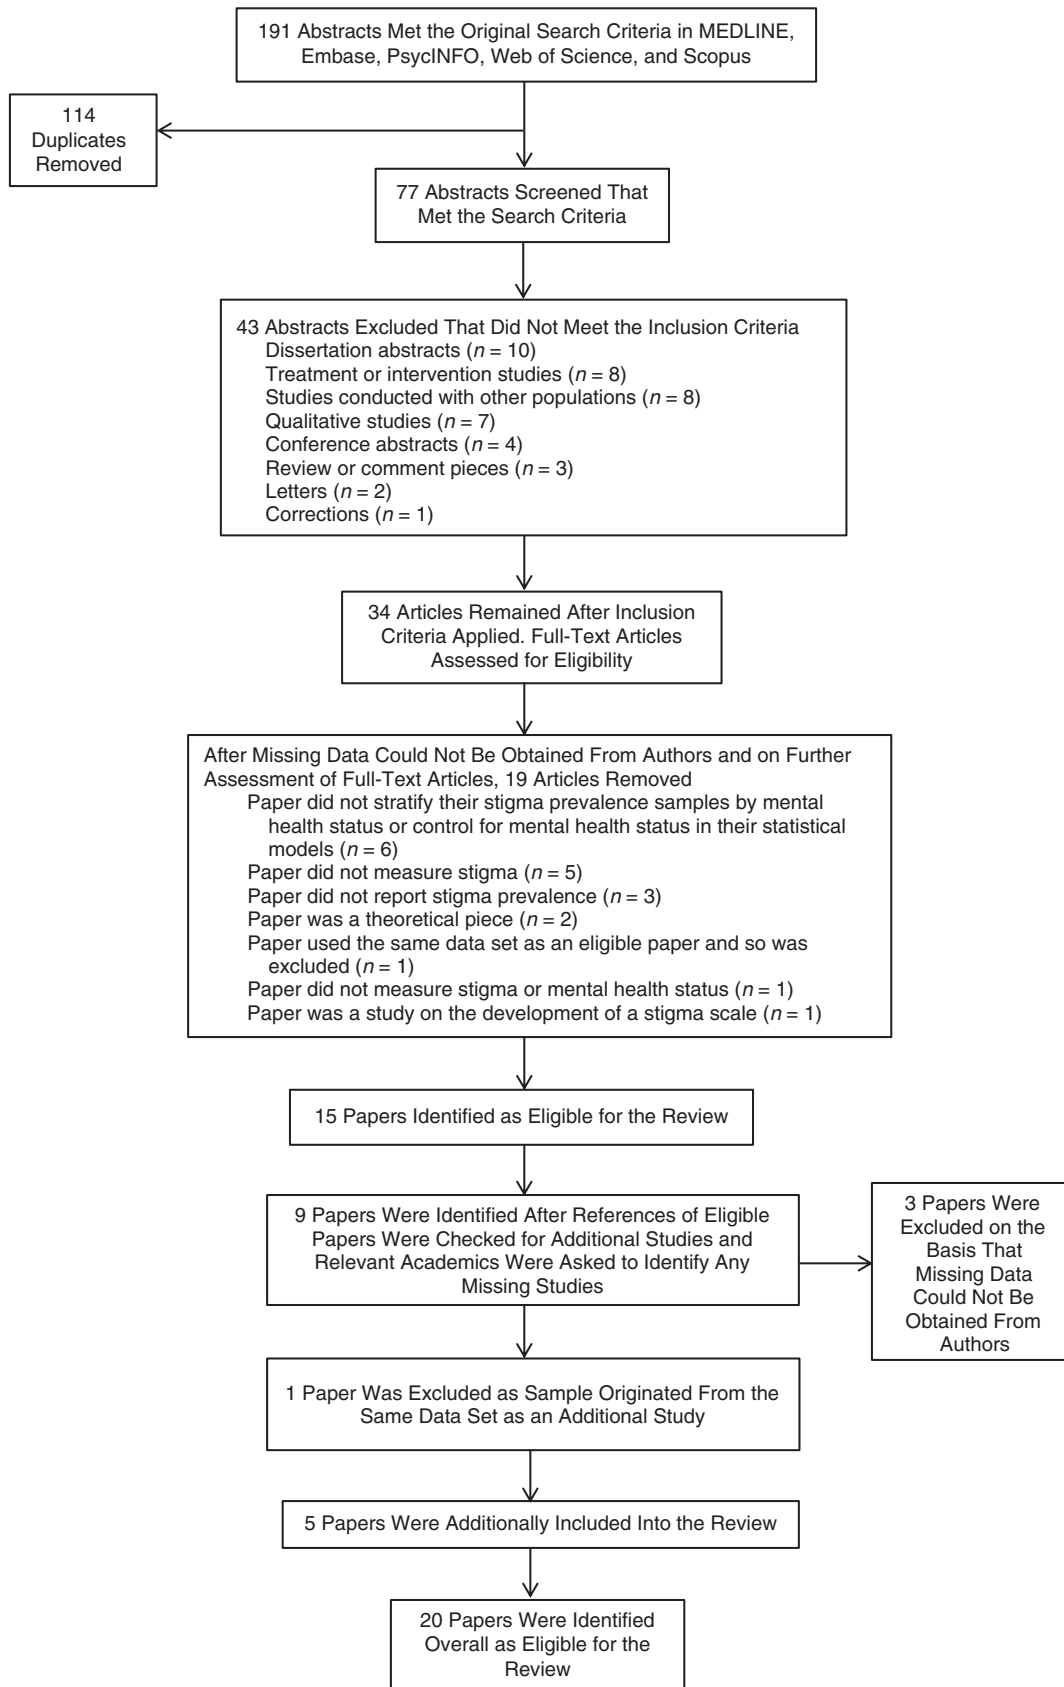 191 Abstracts Met the Original Search Criteria in MEDLINE,
Embase, PsycINFO, Web of Science, and Scopus
114
Duplicates
Removed
77 Abstracts Screened That
Met the Search Criteria
43 Abstracts Excluded That Did Not Meet the Inclusion Criteria
Dissertation abstracts (n = 10)
Treatment or intervention studies (n = 8)
Studies conducted with other populations (n = 8)
Qualitative studies (n = 7)
Conference abstracts (n = 4)
Review or comment pieces (n = 3)
Letters (n = 2)
Corrections (n = 1)
34 Articles Remained After Inclusion
Criteria Applied. Full-Text Articles
Assessed for Eligibility
After Missing Data Could Not Be Obtained From Authors and on Further
Assessment of Full-Text Articles, 19 Articles Removed
Paper did not stratify their stigma prevalence samples by mental
health status or control for mental health status in their statistical
models (n = 6)
Paper did not measure stigma (n = 5)
Paper did not report stigma prevalence (n = 3)
Paper was a theoretical piece (n = 2)
Paper used the same data set as an eligible paper and so was
excluded (n = 1)
Paper did not measure stigma or mental health status (n = 1)
Paper was a study on the development of a stigma scale (n = 1)
15 Papers Identified as Eligible for the Review
9 Papers Were Identified After References of Eligible
Papers Were Checked for Additional Studies and
Relevant Academics Were Asked to Identify Any
Missing Studies
3 Papers Were
Excluded on the
Basis That
Missing Data
Could Not Be
Obtained From
Authors
1 Paper Was Excluded as Sample Originated From the
Same Data Set as an Additional Study
5 Papers Were Additionally Included Into the Review
20 Papers Were Identified
Overall as Eligible for the
Review